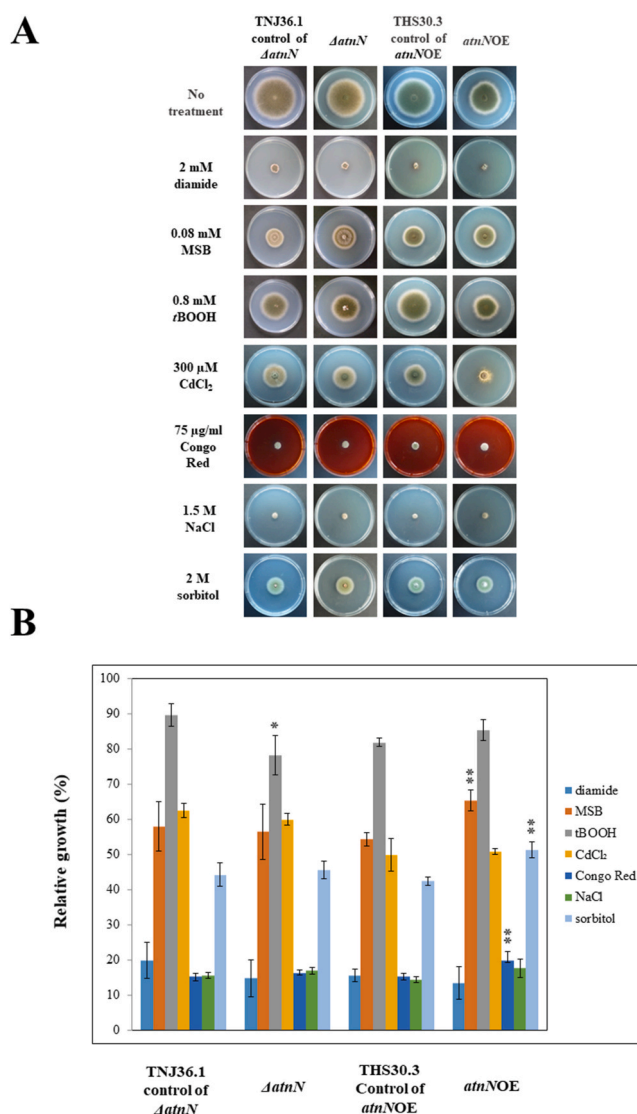 A
TNJ36.1
control of
ΔatnN
ΔatnN
THS30.3
control of
atnNOE
atnNOE
No
treatment
2 mM
diamide
0.08 mM
MSB
0.8 mM
tBOOH
300 µM
CdCl₂
75 µg/ml
Congo
Red
1.5 M
NaCl
2 M
sorbitol
B
Relative growth (%)
100
90
80
70
60
50
40
30
20
10
0
*
**
**
**
diamide
MSB
tBOOH
CdCl₂
Congo Red
NaCl
sorbitol
TNJ36.1
control of
ΔatnN
ΔatnN
THS30.3
Control of
atnNOE
atnNOE